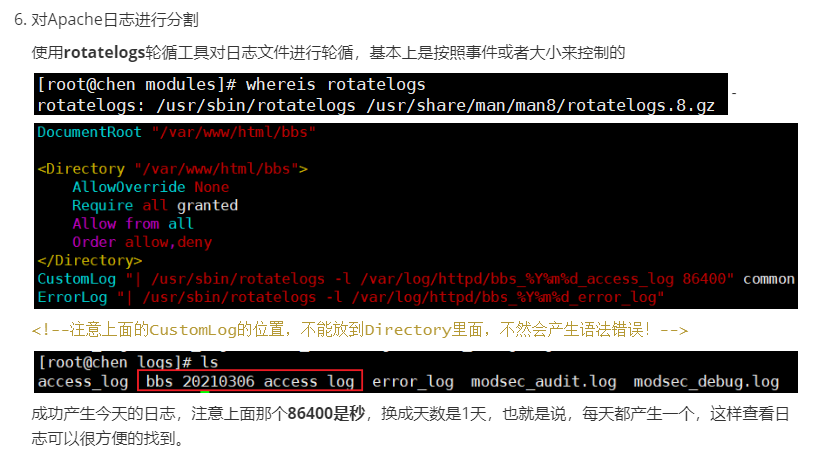 6. 对Apache日志进行分割
使用rotatelogs轮循工具对日志文件进行轮循，基本上是按照事件或者大小来控制的
[root@chen modules]# whereis rotatelogs
rotatelogs: /usr/sbin/rotatelogs /usr/share/man/man8/rotatelogs.8.gz
-
DocumentRoot "/var/www/html/bbs"
<Directory "/var/www/html/bbs">
AllowOverride None
Require all granted
Allow from all
Order allow,deny
</Directory>
CustomLog "| /usr/sbin/rotatelogs -l /var/log/httpd/bbs_%Y%m%d_access_log 86400" common
ErrorLog "| /usr/sbin/rotatelogs -l /var/log/httpd/bbs_%Y%m%d_error_log"
<!--注意上面的CustomLog的位置，不能放到Directory里面，不然会产生语法错误！-->
[root@chen logs]# ls
access_log bbs_20210306_access_log error_log modsec_audit.log modsec_debug.log
成功产生今天的日志，注意上面那个86400是秒，换成天数是1天，也就是说，每天都产生一个，这样查看日
志可以很方便的找到。